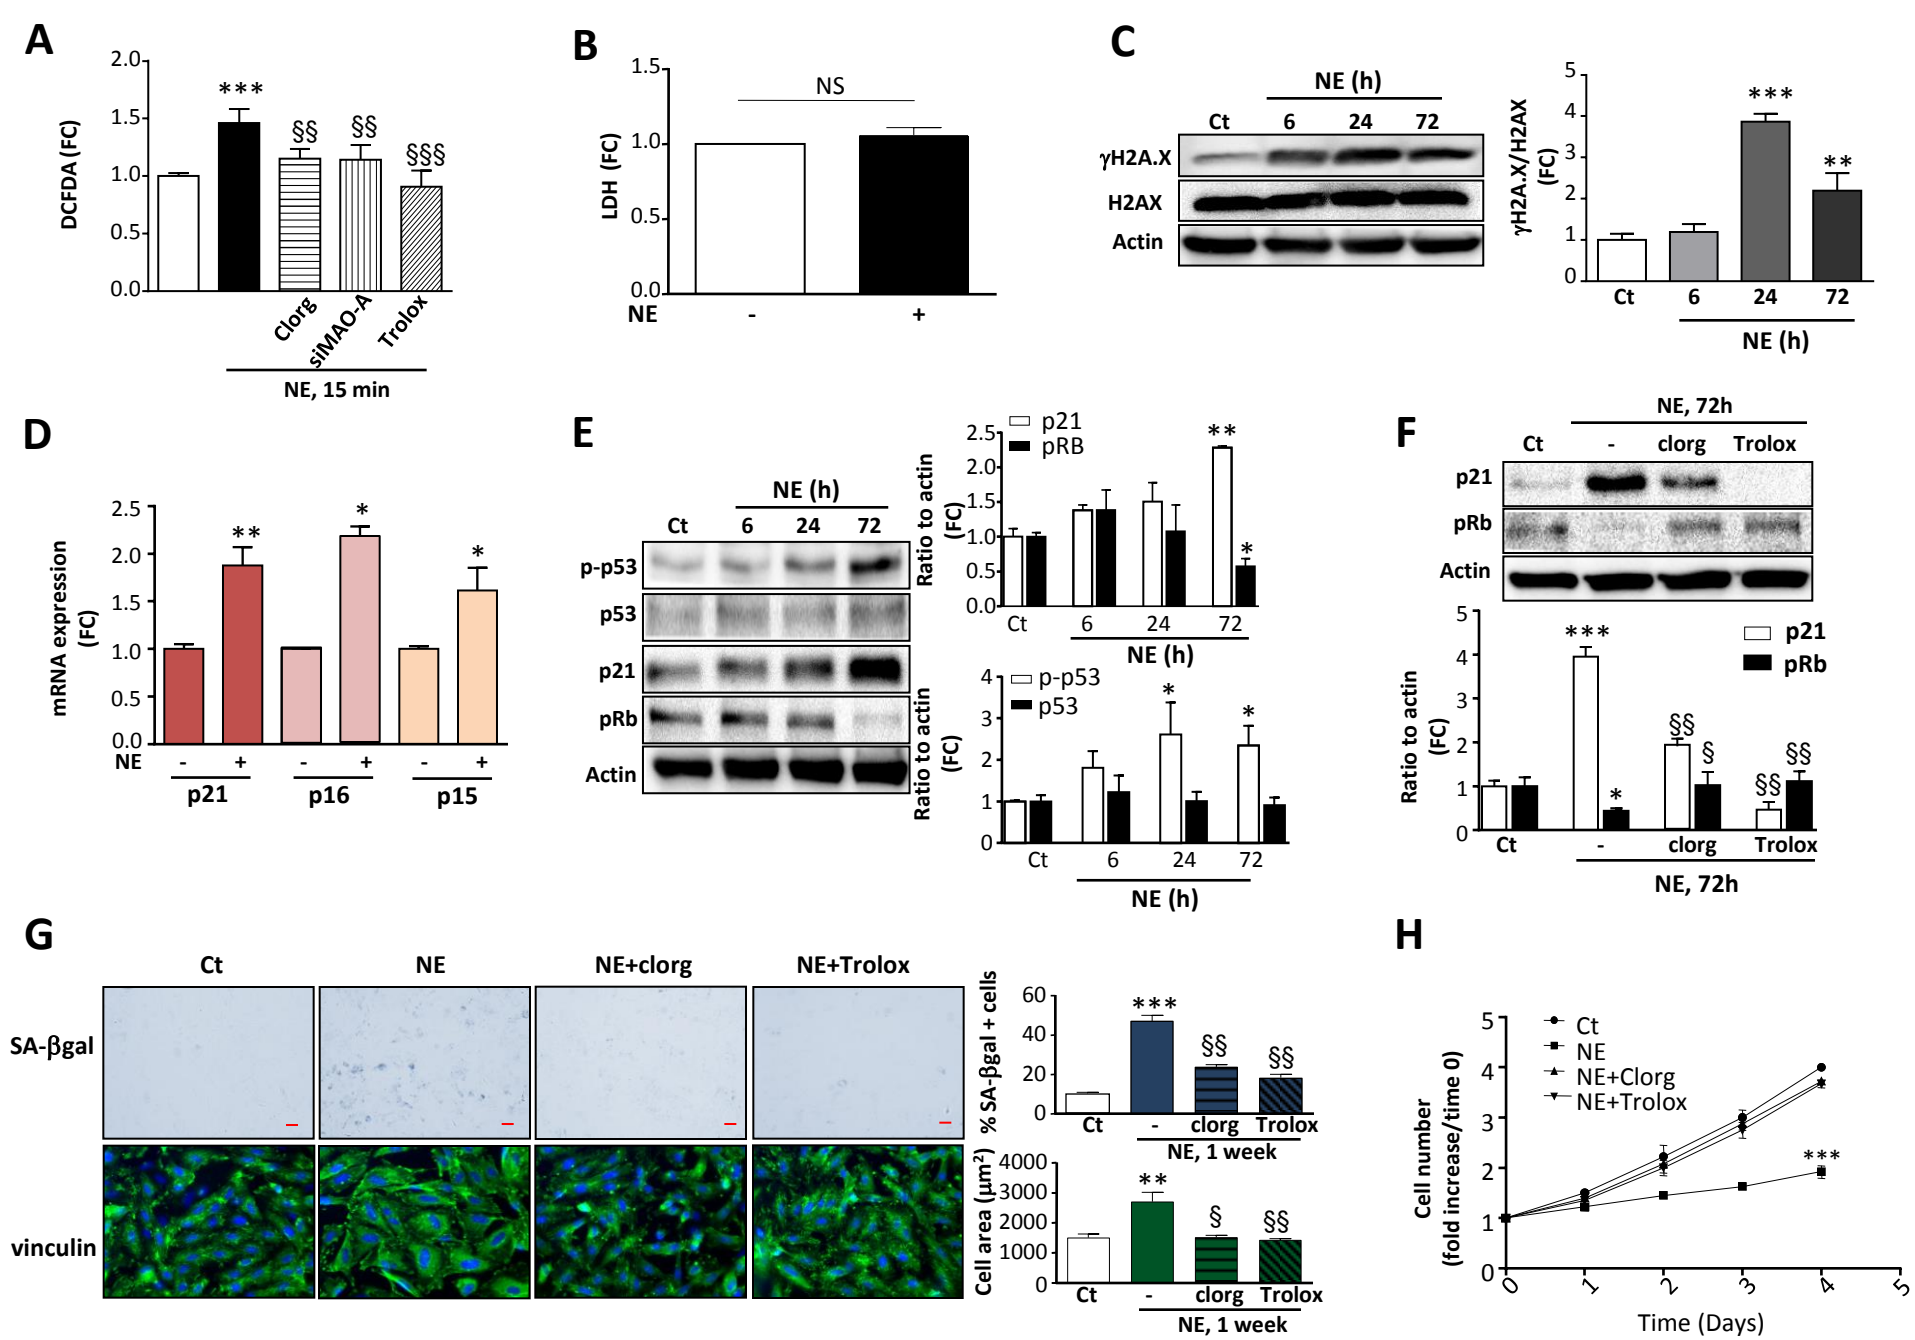 A
2.0
1.5
1.0
0.5
0.0
DCFDA (FC)
***
§§
§§
§§§
Clorg
siMAO-A
Trolox
NE, 15 min
B
1.5
1.0
0.5
0.0
LDH (FC)
NS
NE - +
C
NE (h)
Ct 6 24 72
γH2A.X
H2AX
Actin
γH2A.X/H2AX
(FC)
5
4
3
2
1
0
***
**
Ct 6 24 72
NE (h)
D
mRNA expression
(FC)
2.5
2.0
1.5
1.0
0.5
0.0
**
*
*
NE - + - + - +
p21 p16 p15
E
NE (h)
Ct 6 24 72
p-p53
p53
p21
pRb
Actin
p21
pRB
Ratio to actin
(FC)
2.5
2.0
1.5
1.0
0.5
0.0
**
*
Ct 6 24 72
NE (h)
p-p53
p53
Ratio to actin
(FC)
4
3
2
1
0
*
*
Ct 6 24 72
NE (h)
F
NE, 72h
Ct - clorg Trolox
p21
pRb
Actin
p21
pRb
Ratio to actin
(FC)
5
4
3
2
1
0
***
*
§§
§
§§
§§
Ct - clorg Trolox
NE, 72h
G
Ct NE NE+clorg NE+Trolox
SA-βgal
vinculin
% SA-βgal + cells
60
40
20
0
***
§§
§§
Ct - clorg Trolox
NE, 1 week
Cell area (μm²)
4000
3000
2000
1000
0
**
§
§§
Ct - clorg Trolox
NE, 1 week
H
Ct
NE
NE+Clorg
NE+Trolox
Cell number
(fold increase/time 0)
5
4
3
2
1
0
***
0 1 2 3 4 5
Time (Days)